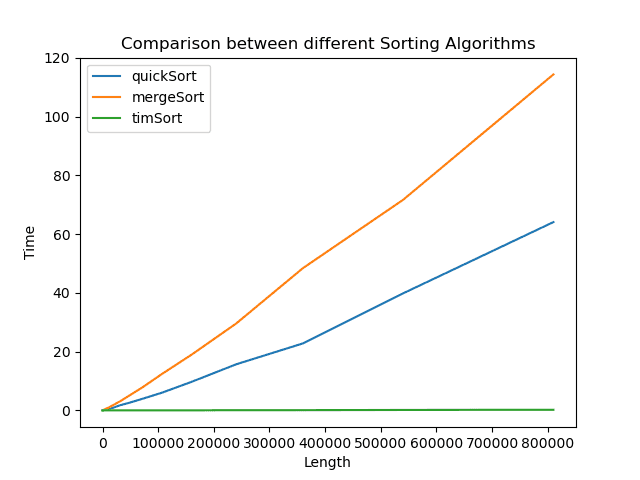 Comparison between different Sorting Algorithms
quickSort
mergeSort
timSort
120
100
80
60
40
20
0
Time
0 100000 200000 300000 400000 500000 600000 700000 800000
Length